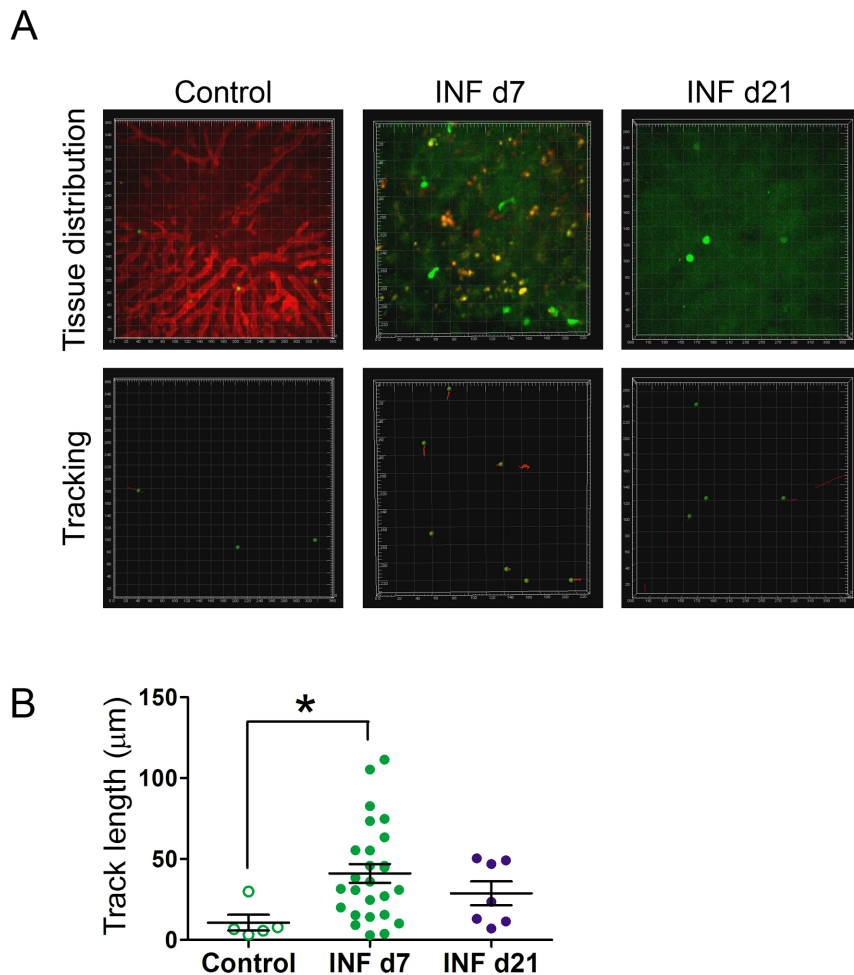 A
Control INF d7 INF d21
Tissue distribution
Tracking
B
*
150
100
50
0
Track length (μm)
Control INF d7 INF d21